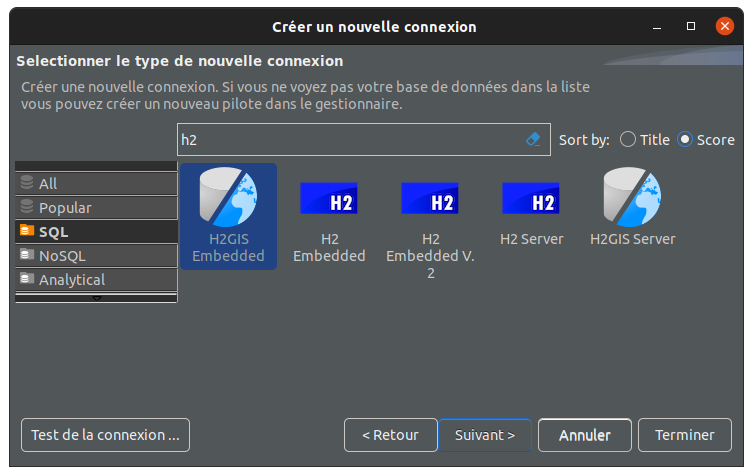 Créer un nouvelle connexion
Selectionner le type de nouvelle connexion
Créer une nouvelle connexion. Si vous ne voyez pas votre base de données dans la liste
vous pouvez créer un nouveau pilote dans le gestionnaire.
h2
Sort by: Title Score
All
Popular
SQL
NoSQL
Analytical
H2GIS
Embedded
H2
H2
Embedded
H2
H2
Embedded V.
2
H2
H2 Server
H2GIS Server
Test de la connexion ...
< Retour
Suivant >
Annuler
Terminer